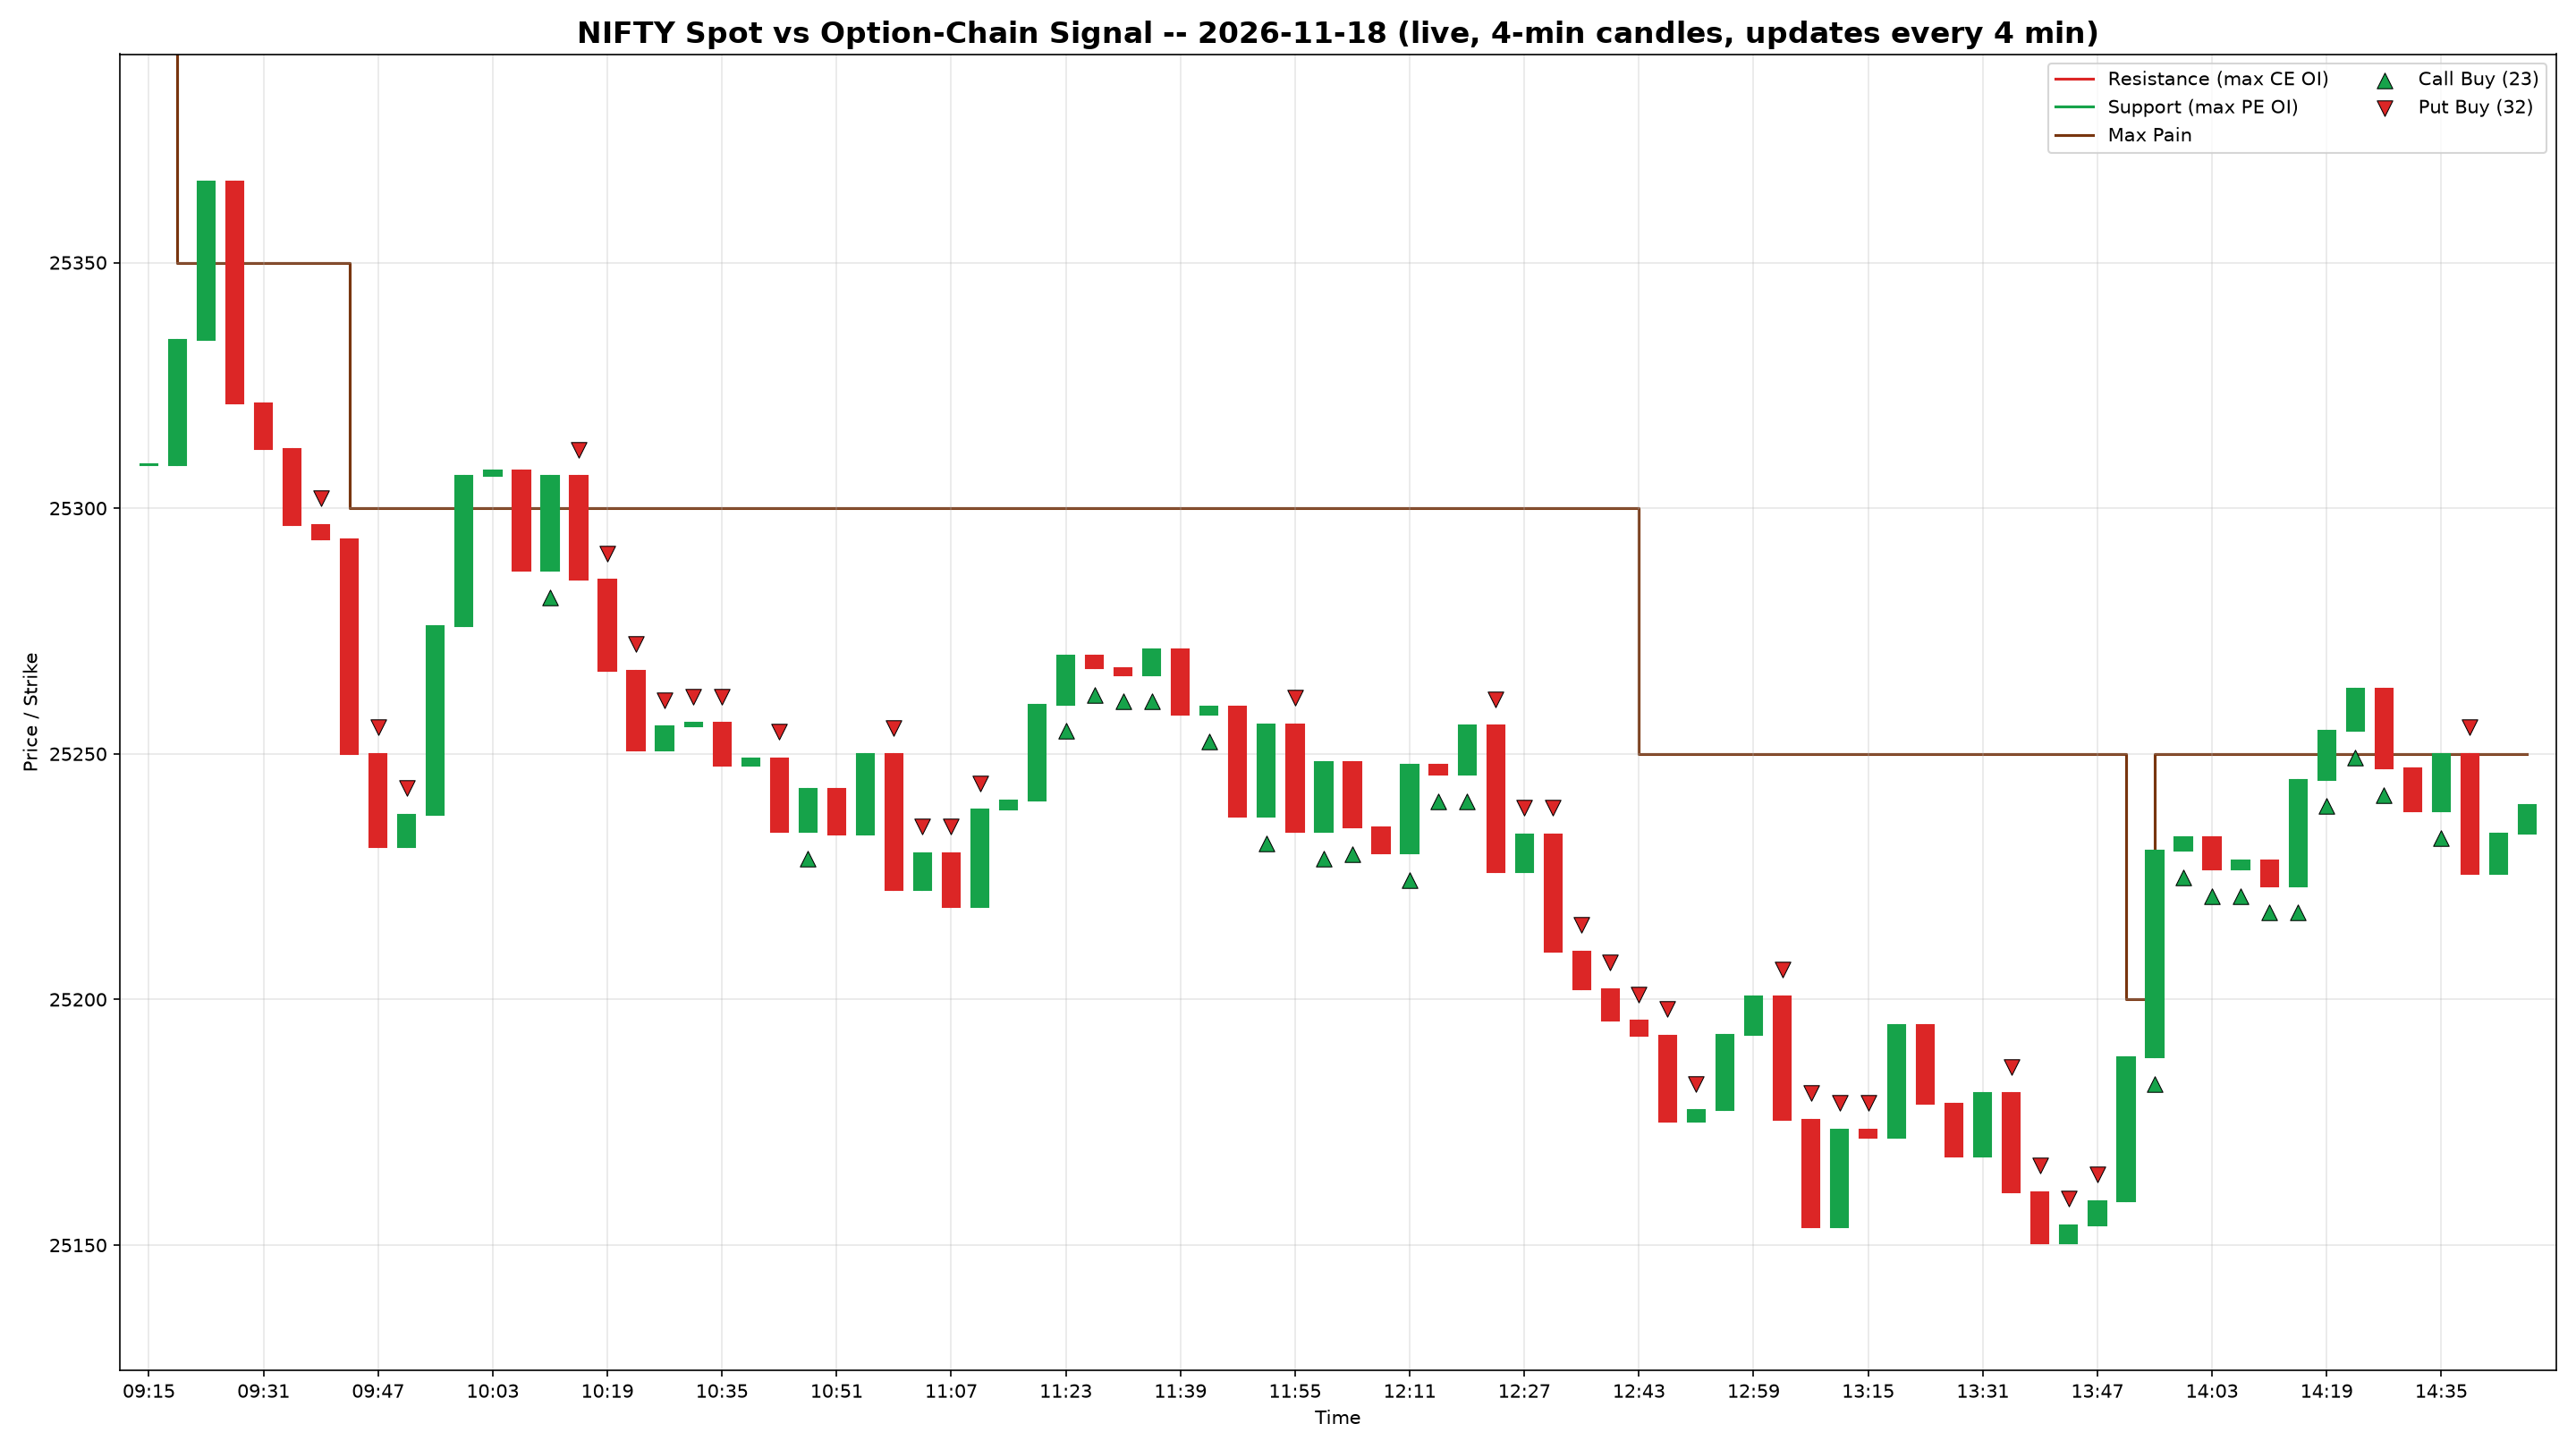 NIFTY Spot vs Option-Chain Signal -- 2026-11-18 (live, 4-min candles, updates every 4 min)
Resistance (max CE OI)
Support (max PE OI)
Max Pain
Call Buy (23)
Put Buy (32)
Price / Strike
25350
25300
25250
25200
25150
09:15 09:31 09:47 10:03 10:19 10:35 10:51 11:07 11:23 11:39 11:55 12:11 12:27 12:43 12:59 13:15 13:31 13:47 14:03 14:19 14:35
Time